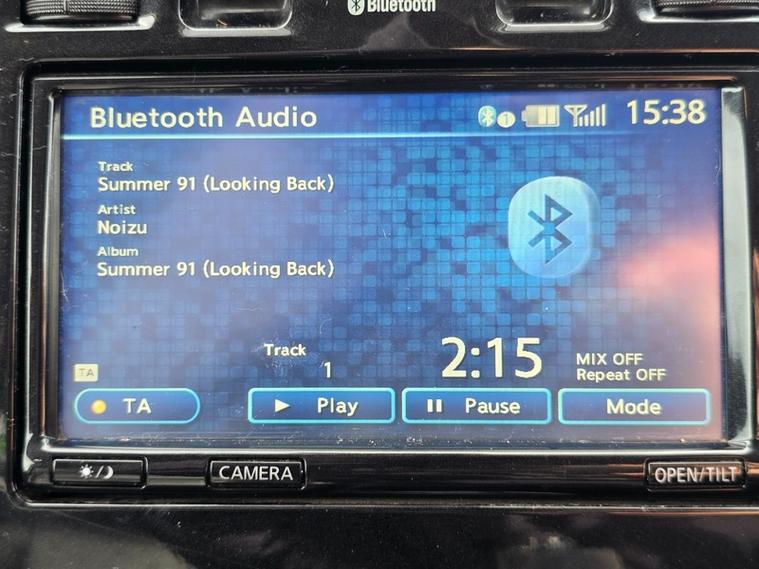 Bluetooth
Bluetooth Audio 1 15:38
Track
Summer 91 (Looking Back)
Artist
Noizu
Album
Summer 91 (Looking Back)
Track
1
2:15
MIX OFF
Repeat OFF
TA
TA Play Pause Mode
CAMERA OPEN/TILT